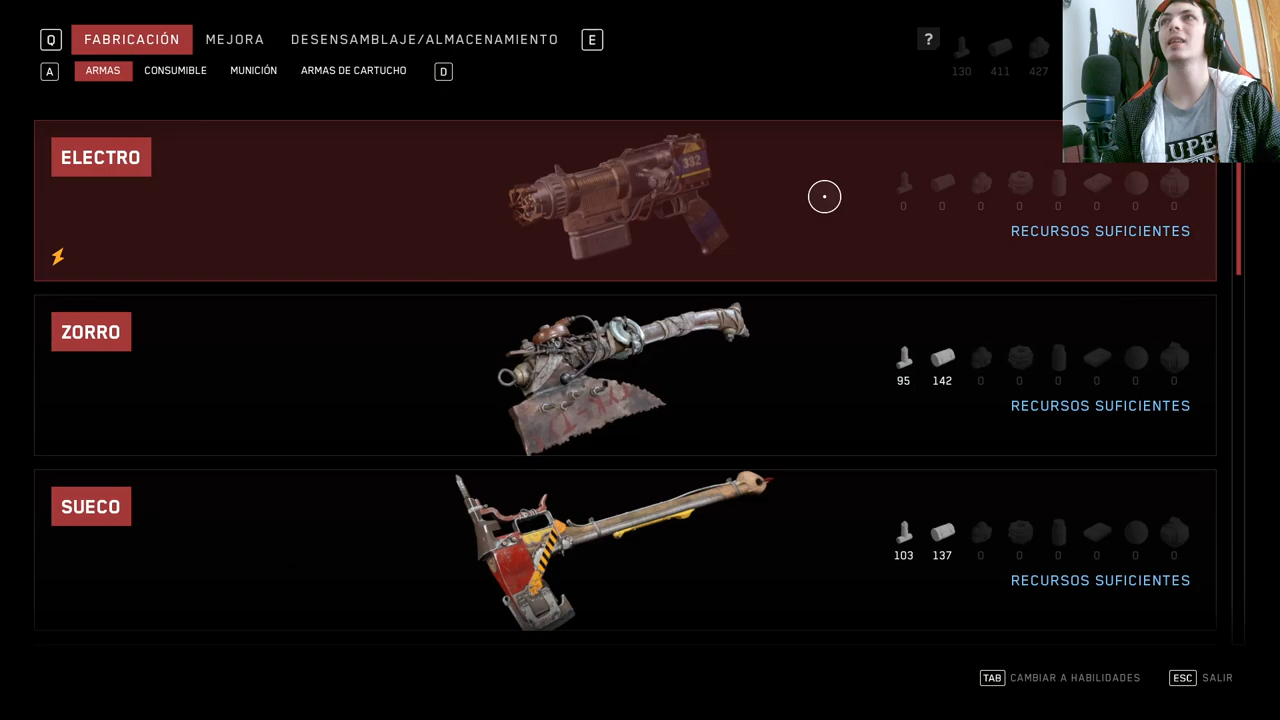 Q FABRICACIÓN MEJORA DESENSAMBLAJE/ALMACENAMIENTO E ?
130 411 427
A ARMAS CONSUMIBLE MUNICIÓN ARMAS DE CARTUCHO D
ELECTRO
332
0 0 0 0 0 0 0 0
RECURSOS SUFICIENTES
ZORRO
95 142 0 0 0 0 0 0
RECURSOS SUFICIENTES
SUECO
103 137 0 0 0 0 0 0
RECURSOS SUFICIENTES
TAB CAMBIAR A HABILIDADES ESC SALIR